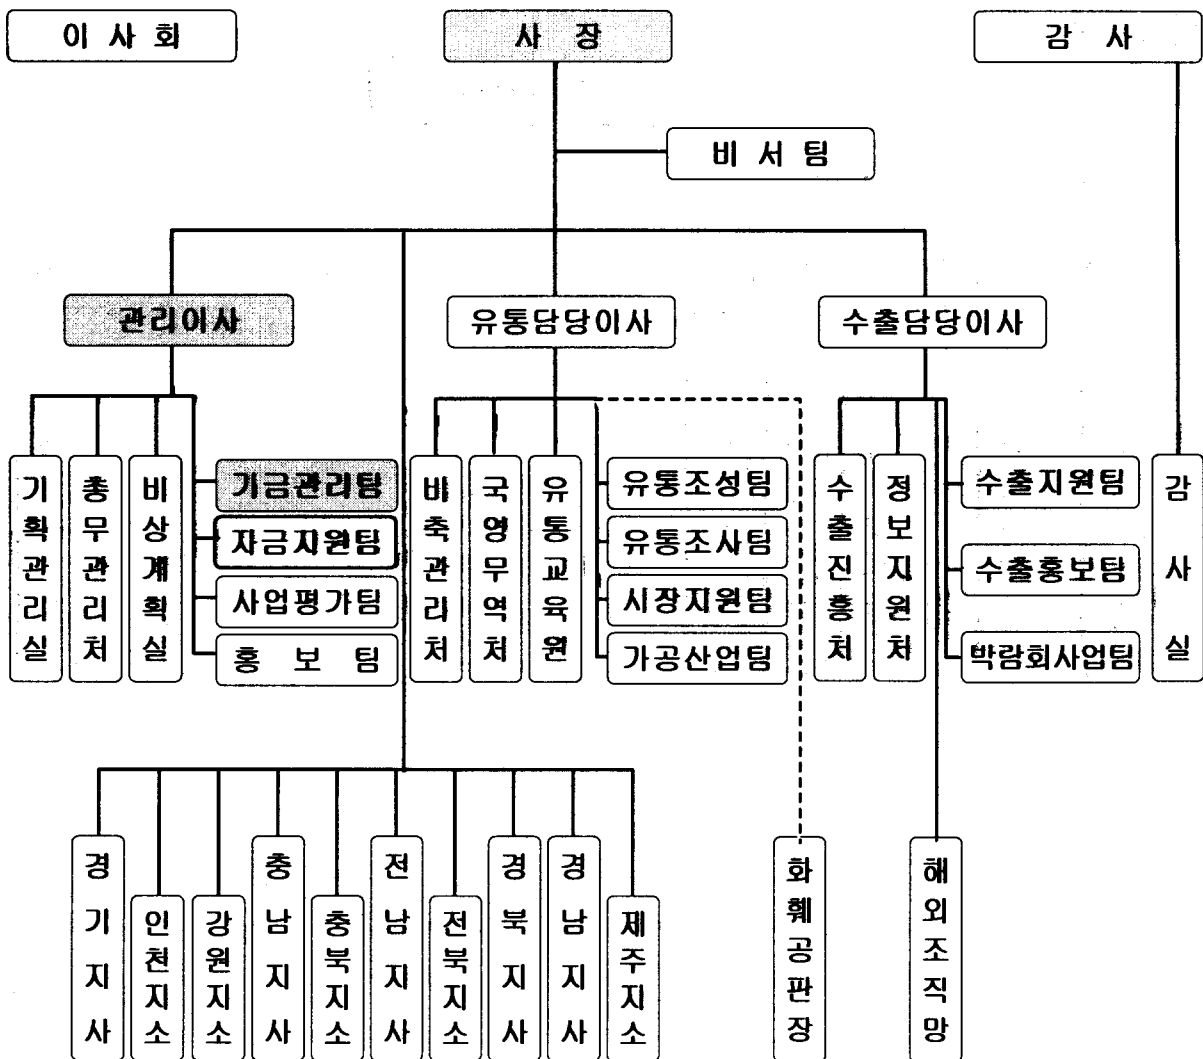 이 사 회
사 장
감 사
비 서 팀
관리이사
유통담당이사
수출담당이사
기획관리실
총무관리처
비상계획실
기금관리팀
자금지원팀
사업평가팀
홍 보 팀
비축관리처
국영무역처
유통교육원
유통조성팀
유통조사팀
시장지원팀
가공산업팀
수출진흥처
정보지원처
수출지원팀
수출홍보팀
박람회사업팀
감사실
경기지사
인천지소
강원지소
충남지사
충북지소
전남지사
전북지소
경북지사
경남지사
제주지소
화훼공판장
해외조직망